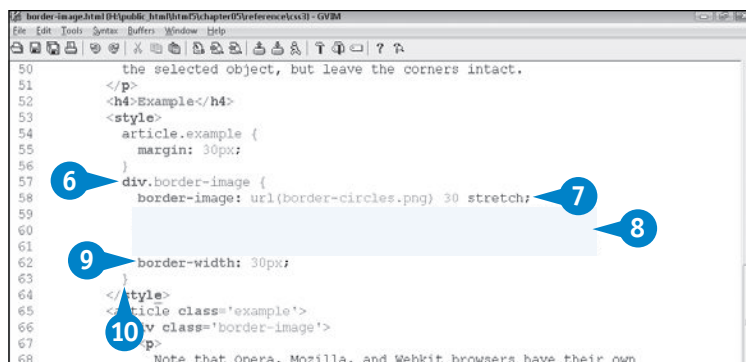 border-image.html (H:\public_html\html5\chapter05\reference\css3) - GVIM
File Edit Tools Syntax Buffers Window Help
50 the selected object, but leave the corners intact.
51 </p>
52 <h4>Example</h4>
53 <style>
54 article.example {
55 margin: 30px;
56 }
6
57 div.border-image {
58 border-image: url(border-circles.png) 30 stretch;
7
59
60
8
61
9
62 border-width: 30px;
63 }
10
64 </style>
65 <article class='example'>
66 class='border-image'>
67 <p>
68 Note that Opera, Mozilla, and Webkit browsers have their own